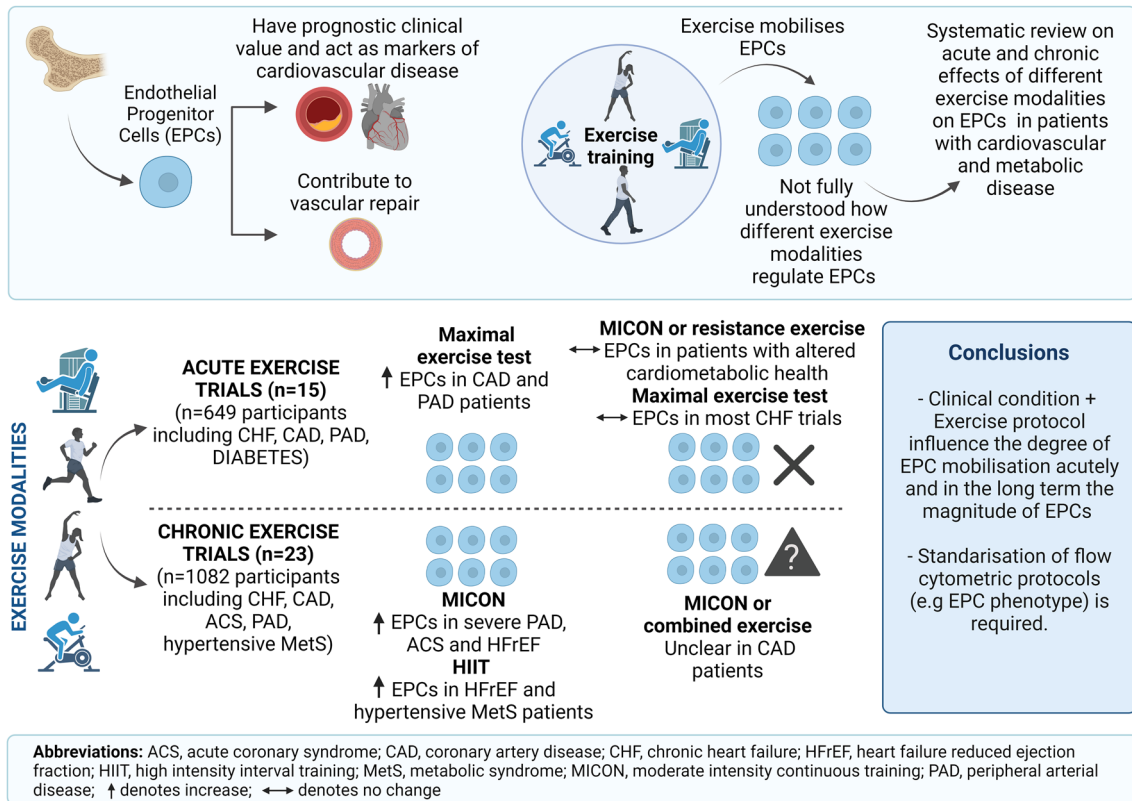 Have prognostic clinical
value and act as markers of
cardiovascular disease
Endothelial
Progenitor
Cells (EPCs)
Contribute to
vascular repair
Exercise
training
Exercise mobilises
EPCs
Not fully
understood how
different exercise
modalities
regulate EPCs
Systematic review on
acute and chronic
effects of different
exercise modalities
on EPCs in patients
with cardiovascular
and metabolic
disease
EXERCISE MODALITIES
ACUTE EXERCISE
TRIALS (n=15)
(n=649 participants
including CHF, CAD, PAD,
DIABETES)
Maximal
exercise test
↑ EPCs in CAD and
PAD patients
MICON or resistance exercise
↔ EPCs in patients with altered
cardiometabolic health
Maximal exercise test
↔ EPCs in most CHF trials
CHRONIC EXERCISE
TRIALS (n=23)
(n=1082 participants
including CHF, CAD,
ACS, PAD,
hypertensive MetS)
MICON
↑ EPCs in severe PAD,
ACS and HFrEF
HIIT
↑ EPCs in HFrEF and
hypertensive MetS patients
?
MICON or
combined exercise
Unclear in CAD
patients
Conclusions
- Clinical condition +
Exercise protocol
influence the degree of
EPC mobilisation acutely
and in the long term the
magnitude of EPCs
- Standarisation of flow
cytometric protocols
(e.g EPC phenotype) is
required.
Abbreviations: ACS, acute coronary syndrome; CAD, coronary artery disease; CHF, chronic heart failure; HFrEF, heart failure reduced ejection
fraction; HIIT, high intensity interval training; MetS, metabolic syndrome; MICON, moderate intensity continuous training; PAD, peripheral arterial
disease; ↑ denotes increase; ↔ denotes no change